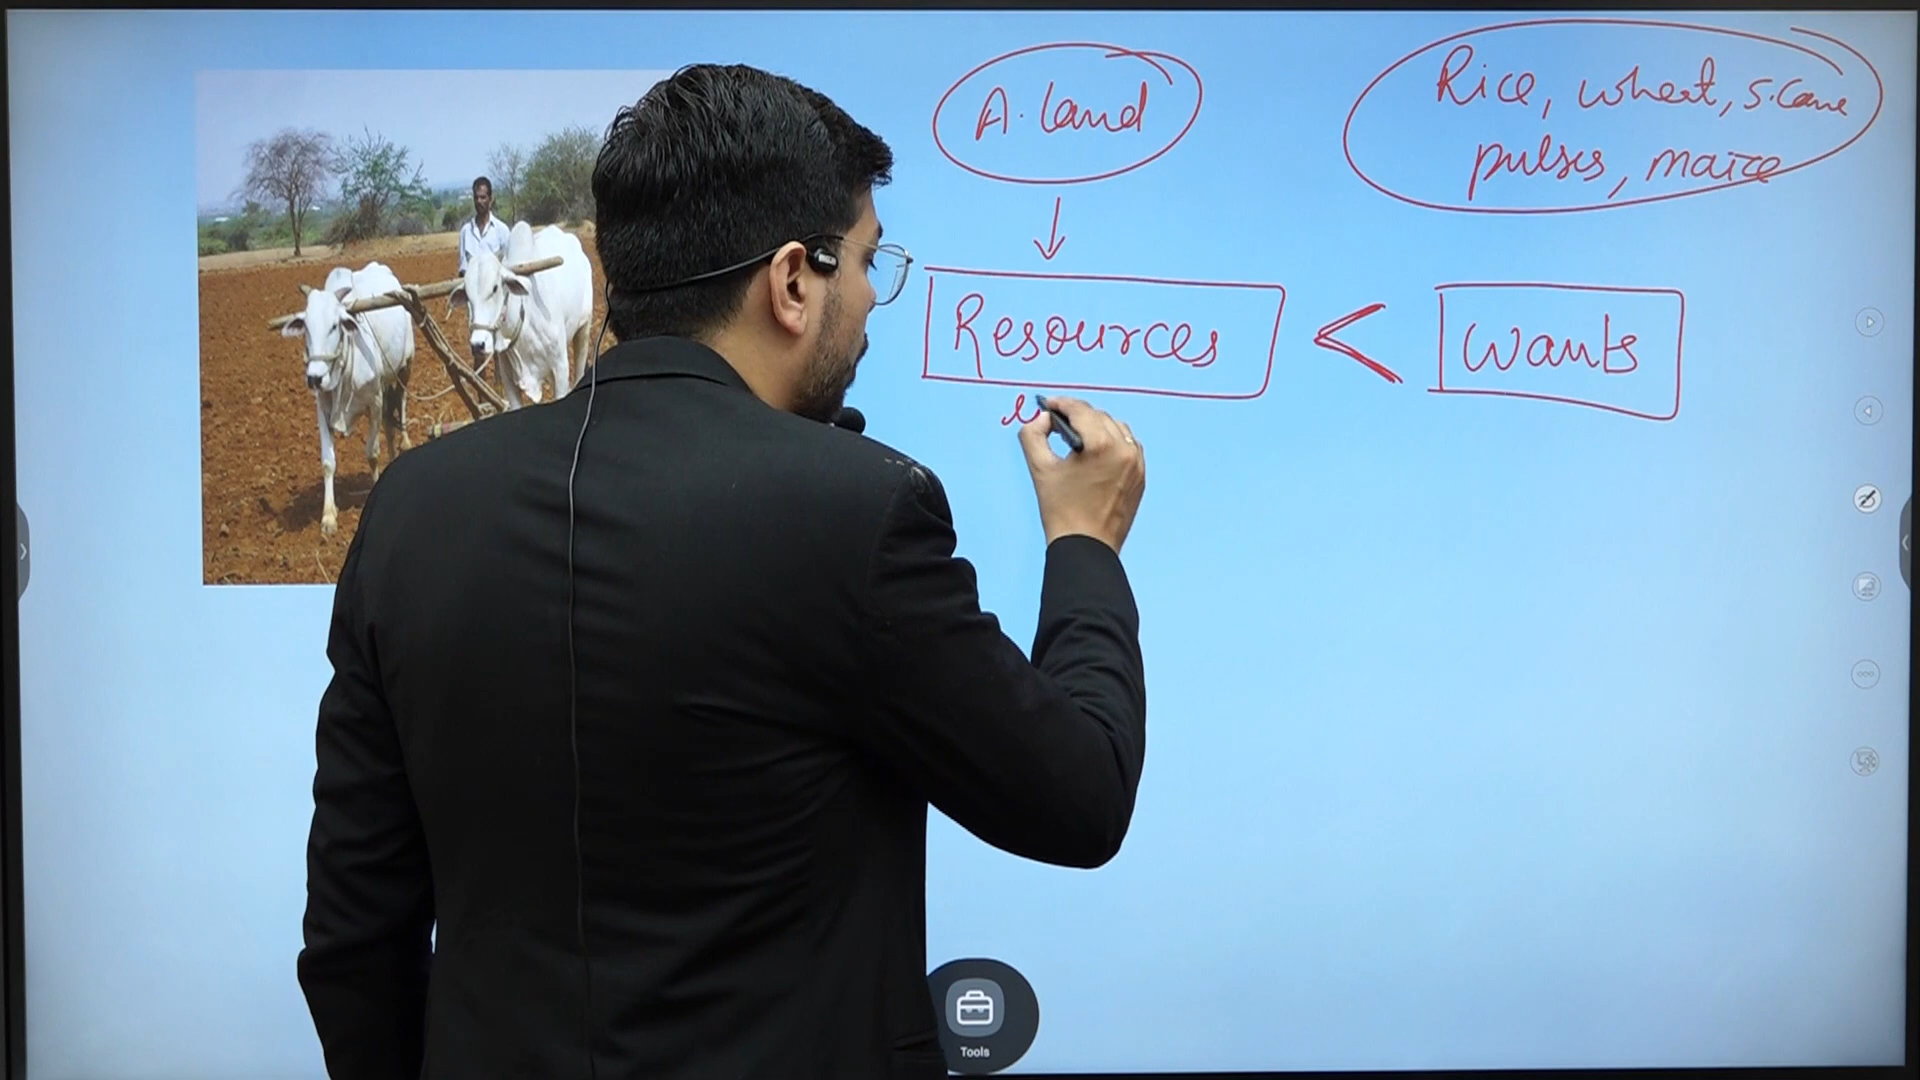 A. Land
Rice, wheat, S.Cane
pulses, maize
Resources < wants
Tools